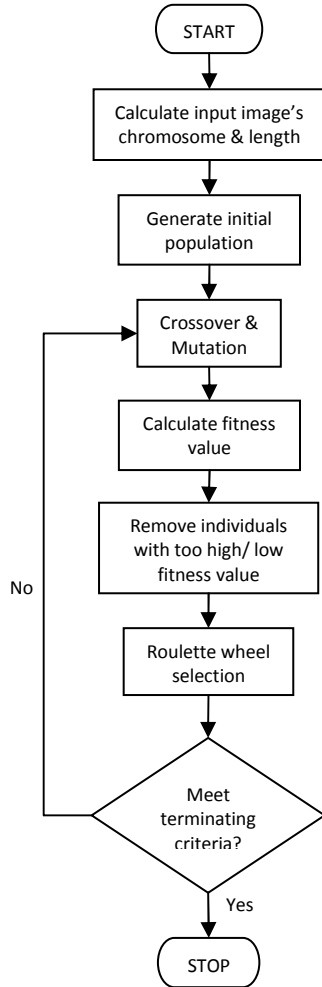 START
Calculate input image's
chromosome & length
Generate initial
population
Crossover &
Mutation
Calculate fitness
value
Remove individuals
with too high/ low
fitness value
No
Roulette wheel
selection
Meet
terminating
criteria?
Yes
STOP